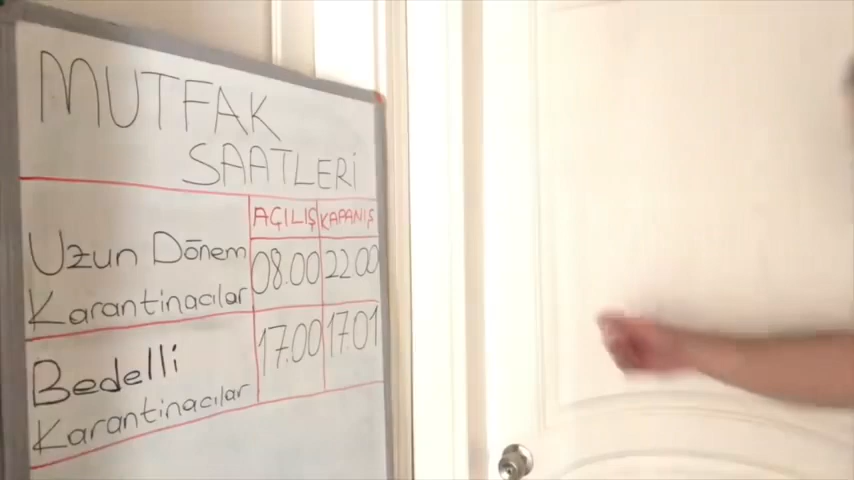 MUTFAK
SAATLERİ
AÇILIŞ KAPANIŞ
Uzun Dönem
Karantinacılar
08.00 22.00
Bedelli
Karantinacılar
17.00 17.01